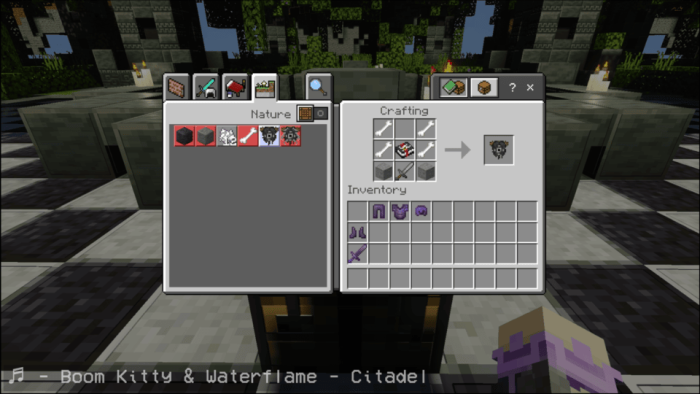 ? ×
Nature
Crafting
Inventory
♫ - Boom Kitty & Waterflame - Citadel